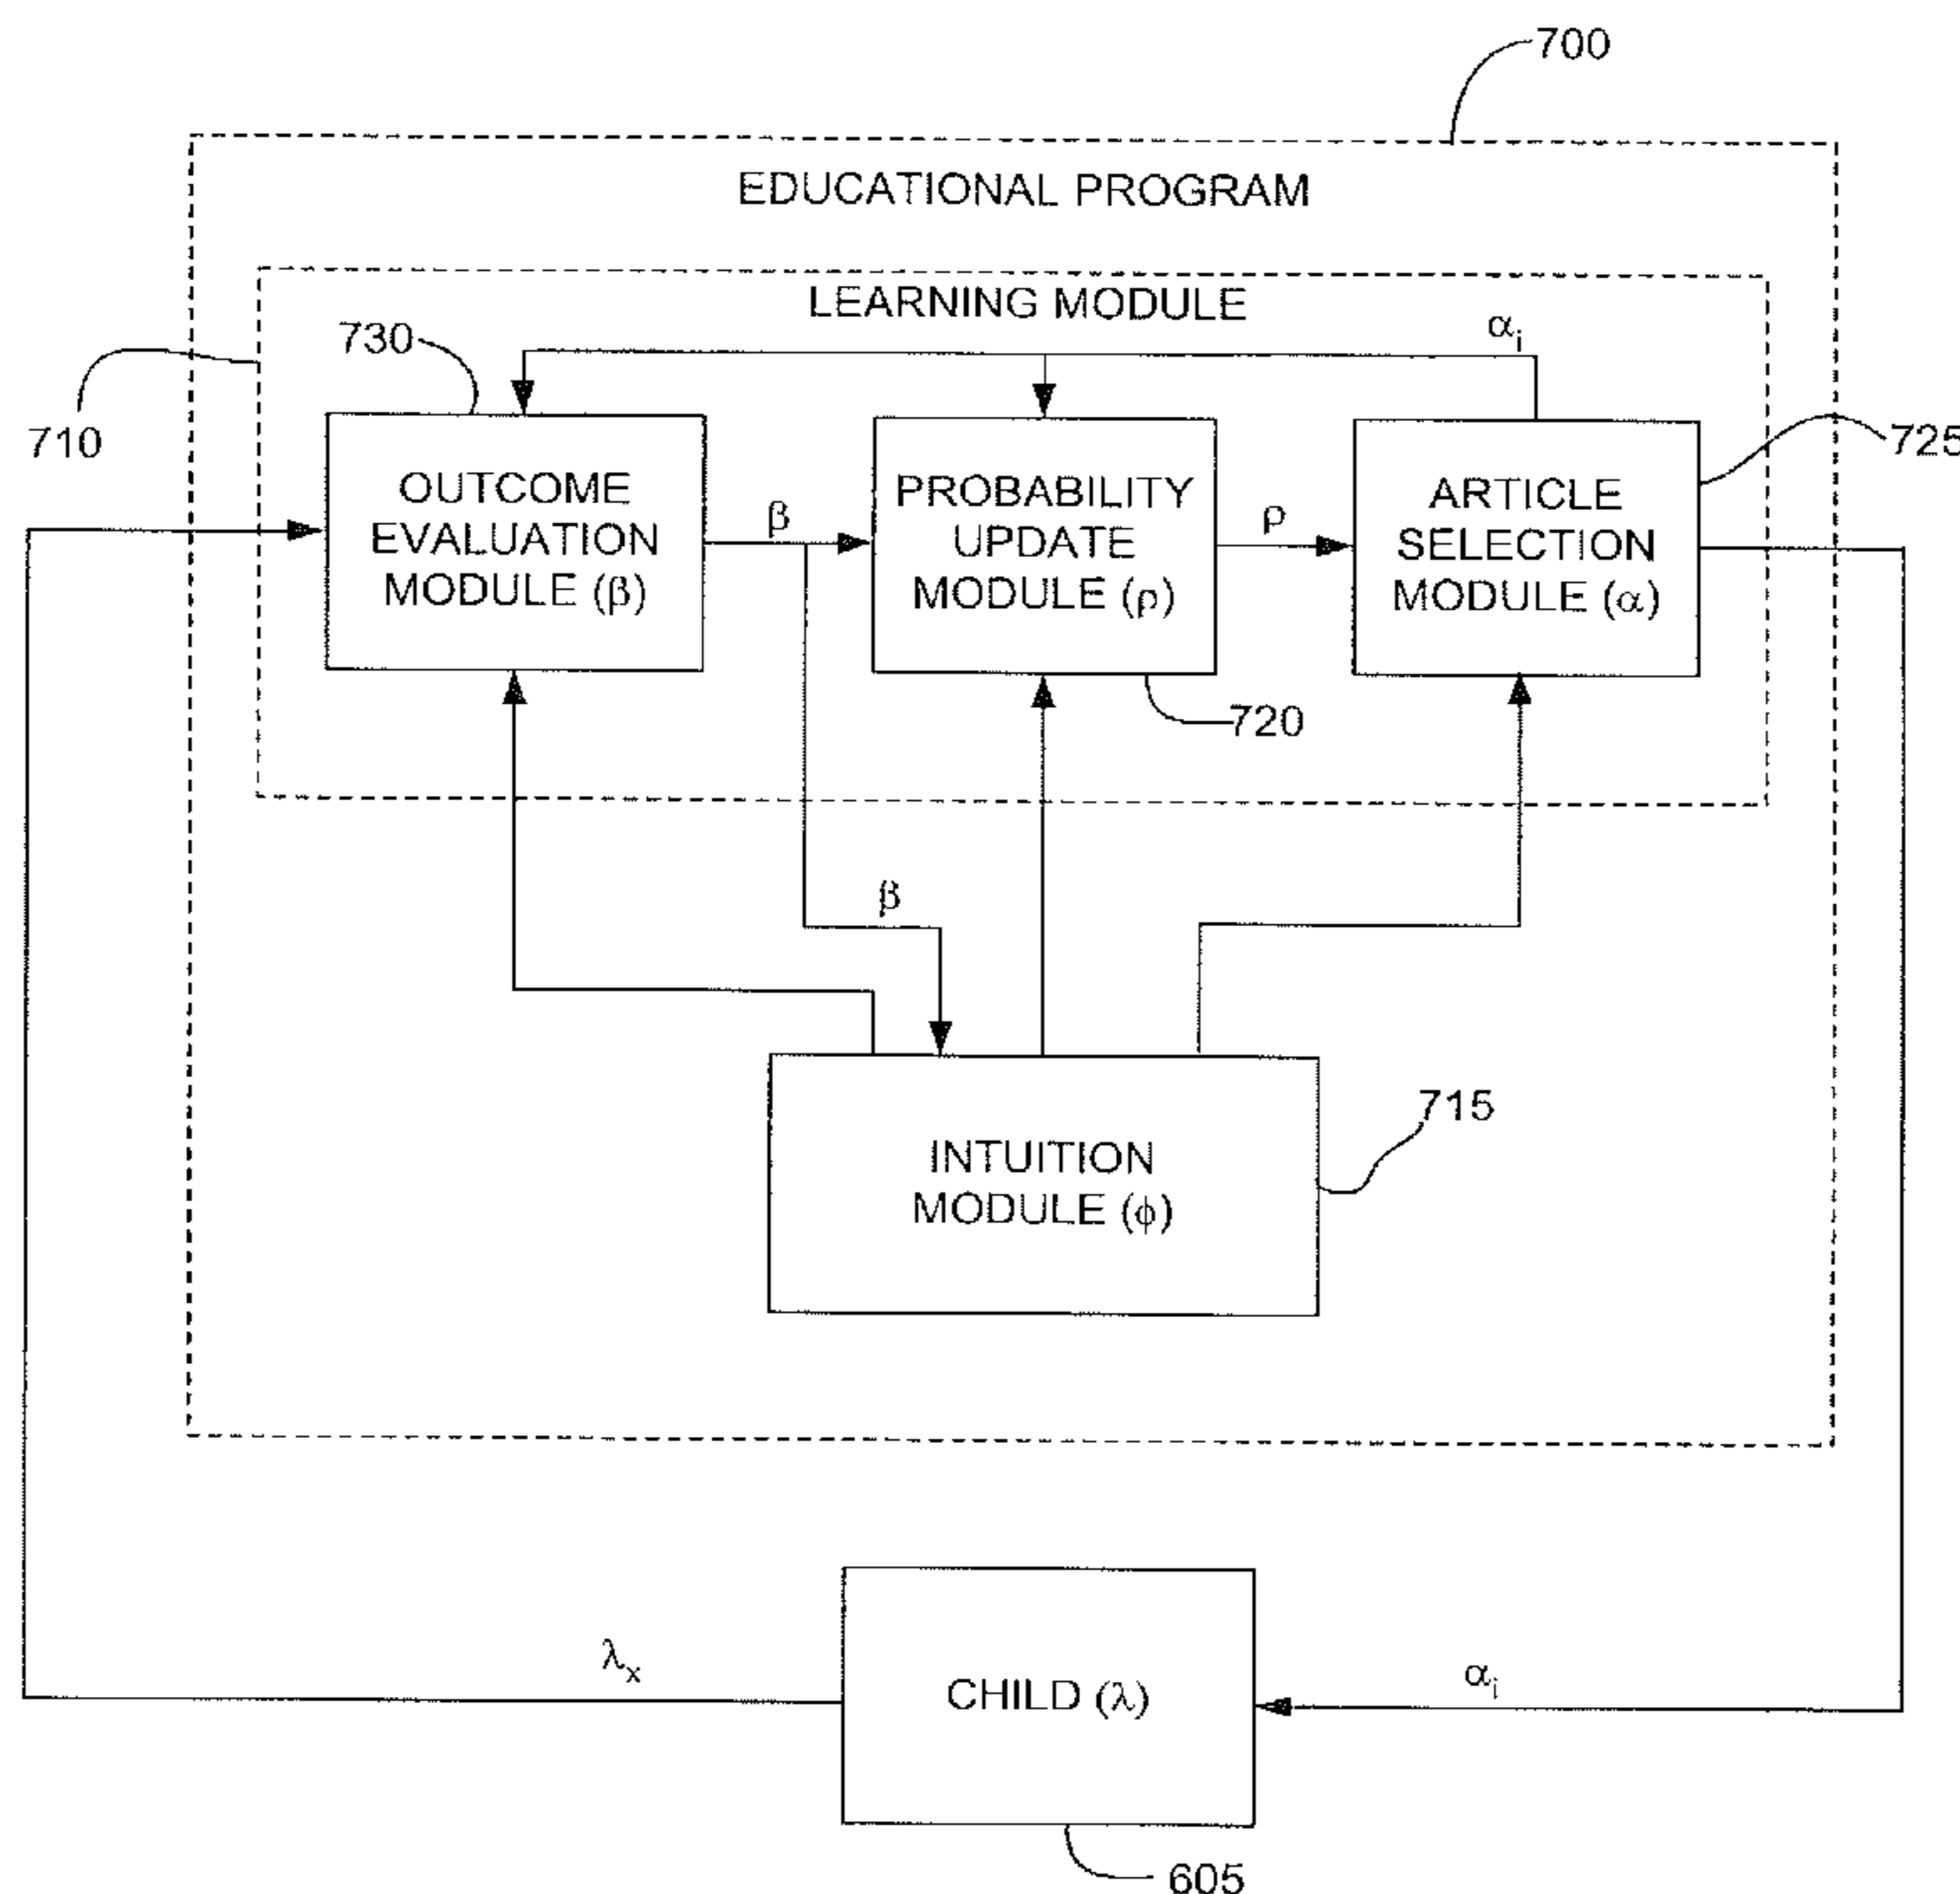 700
EDUCATIONAL PROGRAM
LEARNING MODULE
730
αi
710
725
OUTCOME
EVALUATION
MODULE (β)
β
PROBABILITY
UPDATE
MODULE (ρ)
ρ
ARTICLE
SELECTION
MODULE (α)
720
β
715
INTUITION
MODULE (ϕ)
λx
CHILD (λ)
αi
605